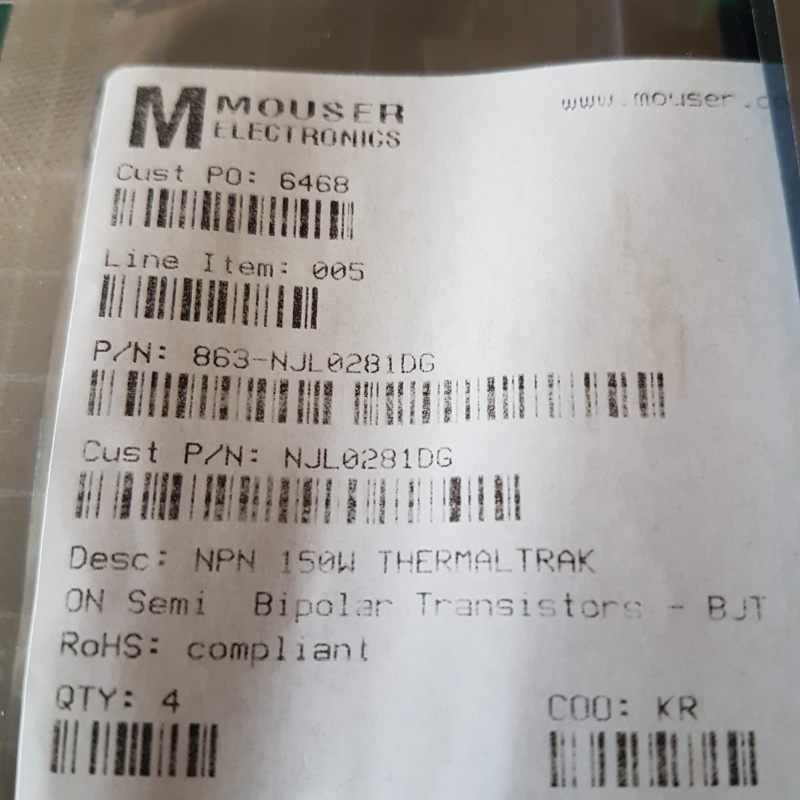 M MOUSER
ELECTRONICS
www.mouser.co
Cust PO: 6468
Line Item: 005
P/N: 863-NJL0281DG
Cust P/N: NJL0281DG
Desc: NPN 150W THERMALTRAK
ON Semi Bipolar Transistors - BJT
RoHS: compliant
QTY: 4
COO: KR